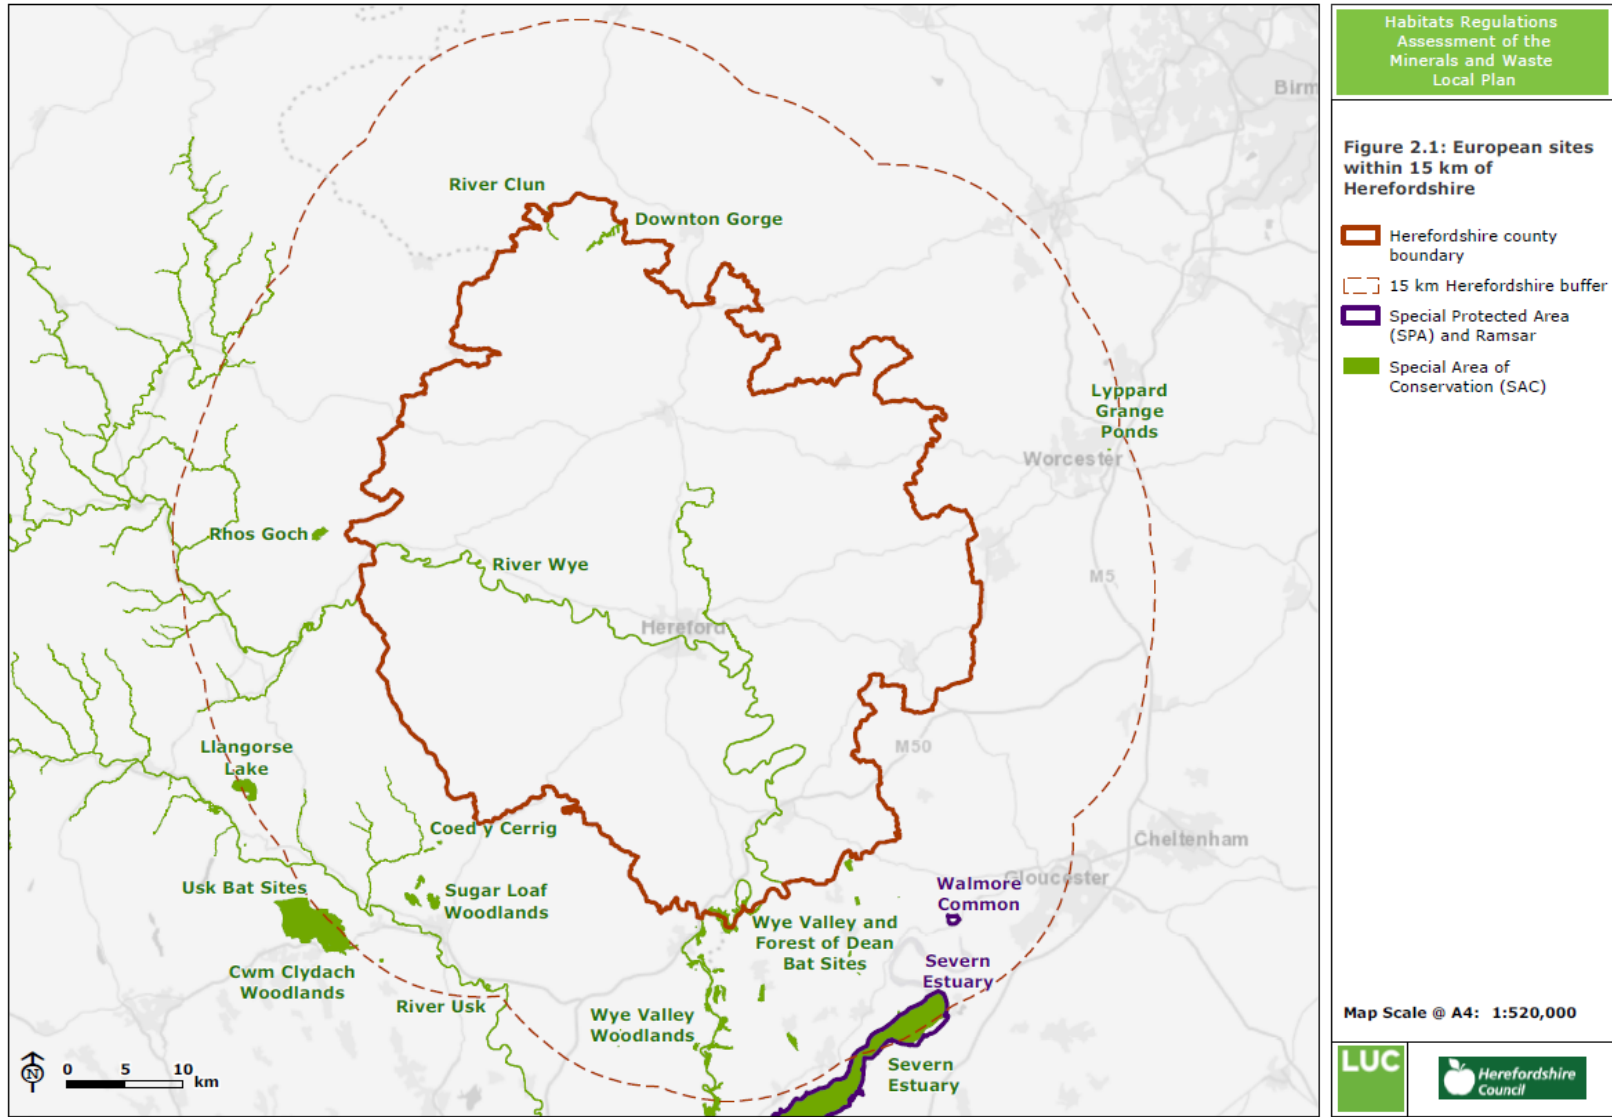 River Clun
Downton Gorge
Birm
Lyppard
Grange
Ponds
Worcester
Rhos Goch
River Wye
M5
Hereford
Llangorse
Lake
M50
Coed y Cerrig
Cheltenham
Usk Bat Sites
Sugar Loaf
Woodlands
Walmore
Common
Gloucester
Wye Valley and
Forest of Dean
Bat Sites
Cwm Clydach
Woodlands
Severn
Estuary
River Usk
Wye Valley
Woodlands
Severn
Estuary
N
0 5 10
km
Habitats Regulations
Assessment of the
Minerals and Waste
Local Plan
Figure 2.1: European sites
within 15 km of
Herefordshire
Herefordshire county
boundary
15 km Herefordshire buffer
Special Protected Area
(SPA) and Ramsar
Special Area of
Conservation (SAC)
Map Scale @ A4: 1:520,000
LUC
Herefordshire
Council